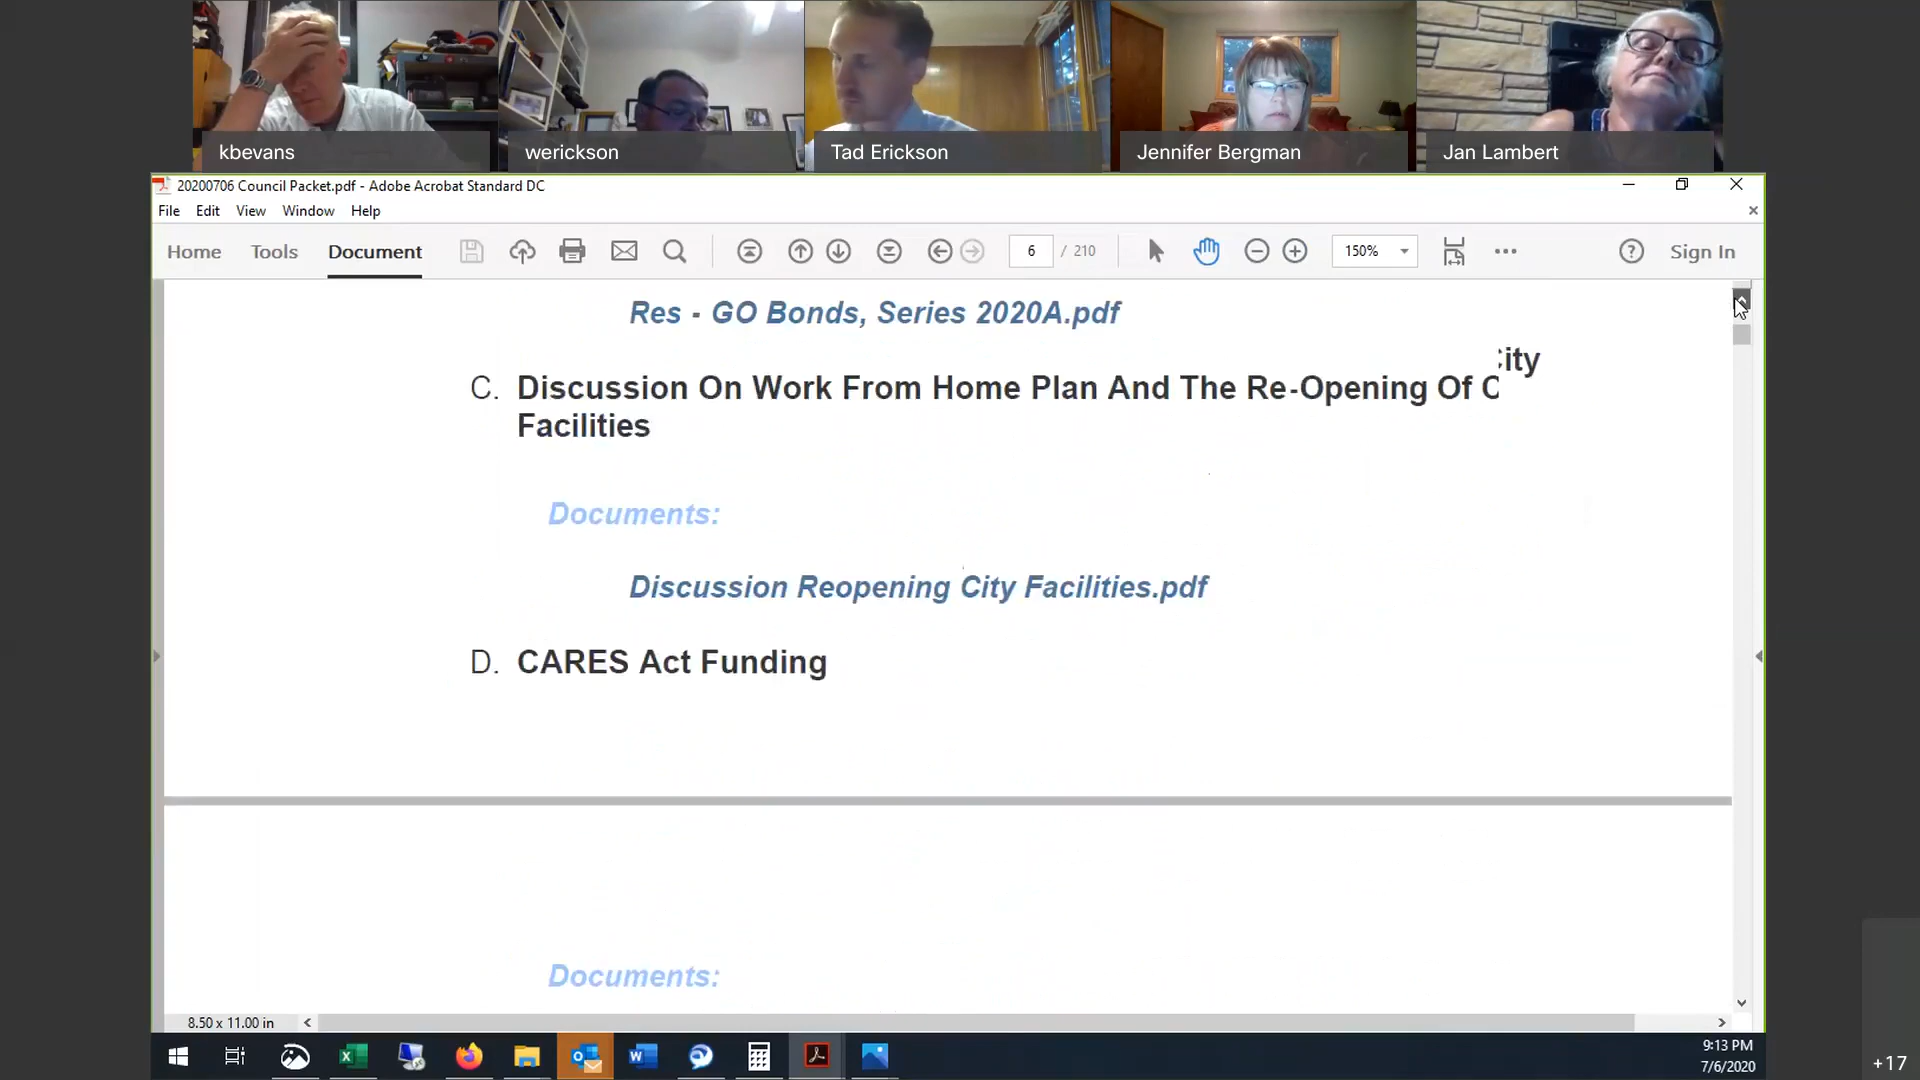 kbevans
werickson
Tad Erickson
Jennifer Bergman
Jan Lambert
20200706 Council Packet.pdf - Adobe Acrobat Standard DC
File Edit View Window Help
Home Tools Document 6 / 210 150% Sign In
Res - GO Bonds, Series 2020A.pdf
C. Discussion On Work From Home Plan And The Re-Opening Of C
:ity
Facilities
Documents:
Discussion Reopening City Facilities.pdf
D. CARES Act Funding
Documents:
8.50 x 11.00 in
9:13 PM
7/6/2020
+17